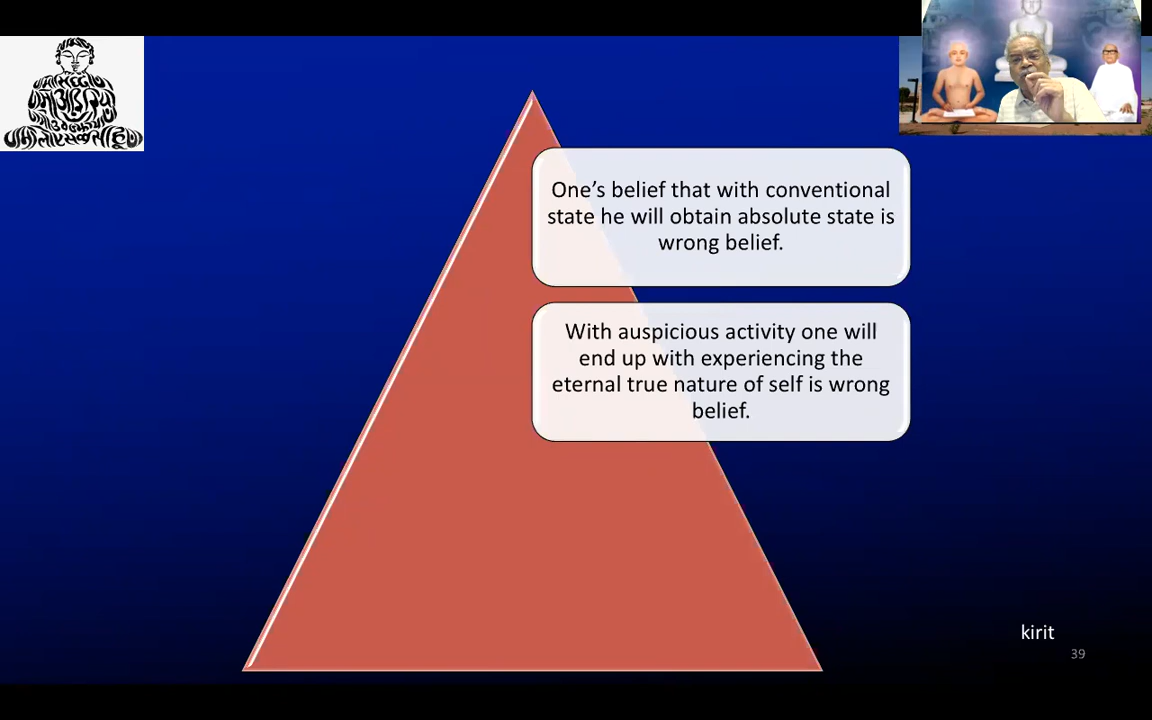 One’s belief that with conventional
state he will obtain absolute state is
wrong belief.
With auspicious activity one will
end up with experiencing the
eternal true nature of self is wrong
belief.
kirit
39